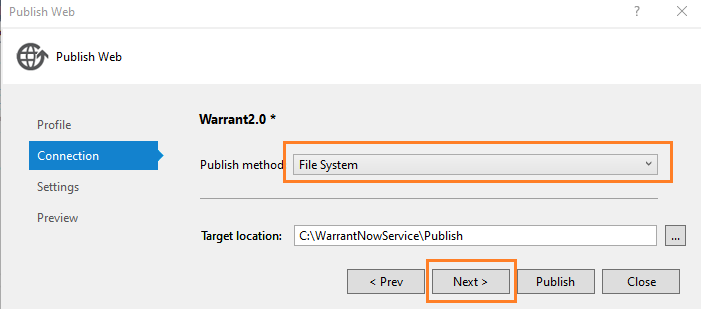 Publish Web
?
Publish Web
Profile
Connection
Settings
Preview
Warrant2.0 *
Publish method
File System
Target location:
C:\WarrantNowService\Publish
...
< Prev
Next >
Publish
Close